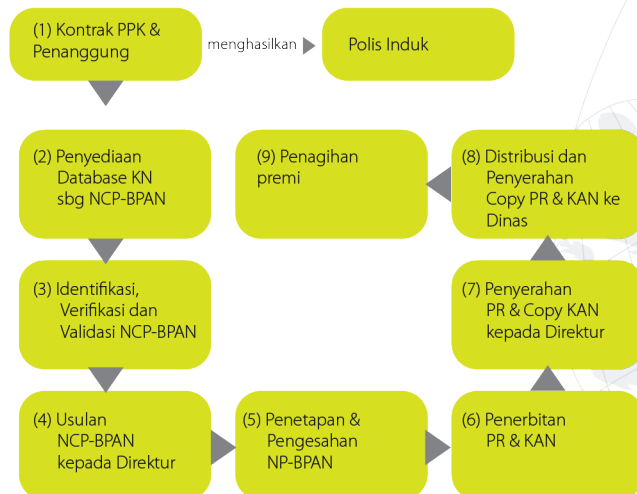 (1) Kontrak PPK &
Penanggung
menghasilkan
Polis Induk
(2) Penyediaan
Database KN
sbg NCP-BPAN
(3) Identifikasi,
Verifikasi dan
Validasi NCP-BPAN
(4) Usulan
NCP-BPAN
kepada Direktur
(5) Penetapan &
Pengesahan
NP-BPAN
(6) Penerbitan
PR & KAN
(7) Penyerahan
PR & Copy KAN
kepada Direktur
(8) Distribusi dan
Penyerahan
Copy PR & KAN ke
Dinas
(9) Penagihan
premi